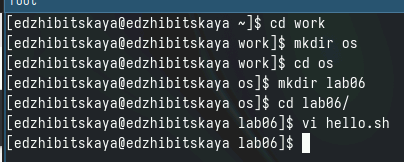 root
[edzhibitskaya@edzhibitskaya ~]$ cd work
[edzhibitskaya@edzhibitskaya work]$ mkdir os
[edzhibitskaya@edzhibitskaya work]$ cd os
[edzhibitskaya@edzhibitskaya os]$ mkdir lab06
[edzhibitskaya@edzhibitskaya os]$ cd lab06/
[edzhibitskaya@edzhibitskaya lab06]$ vi hello.sh
[edzhibitskaya@edzhibitskaya lab06]$